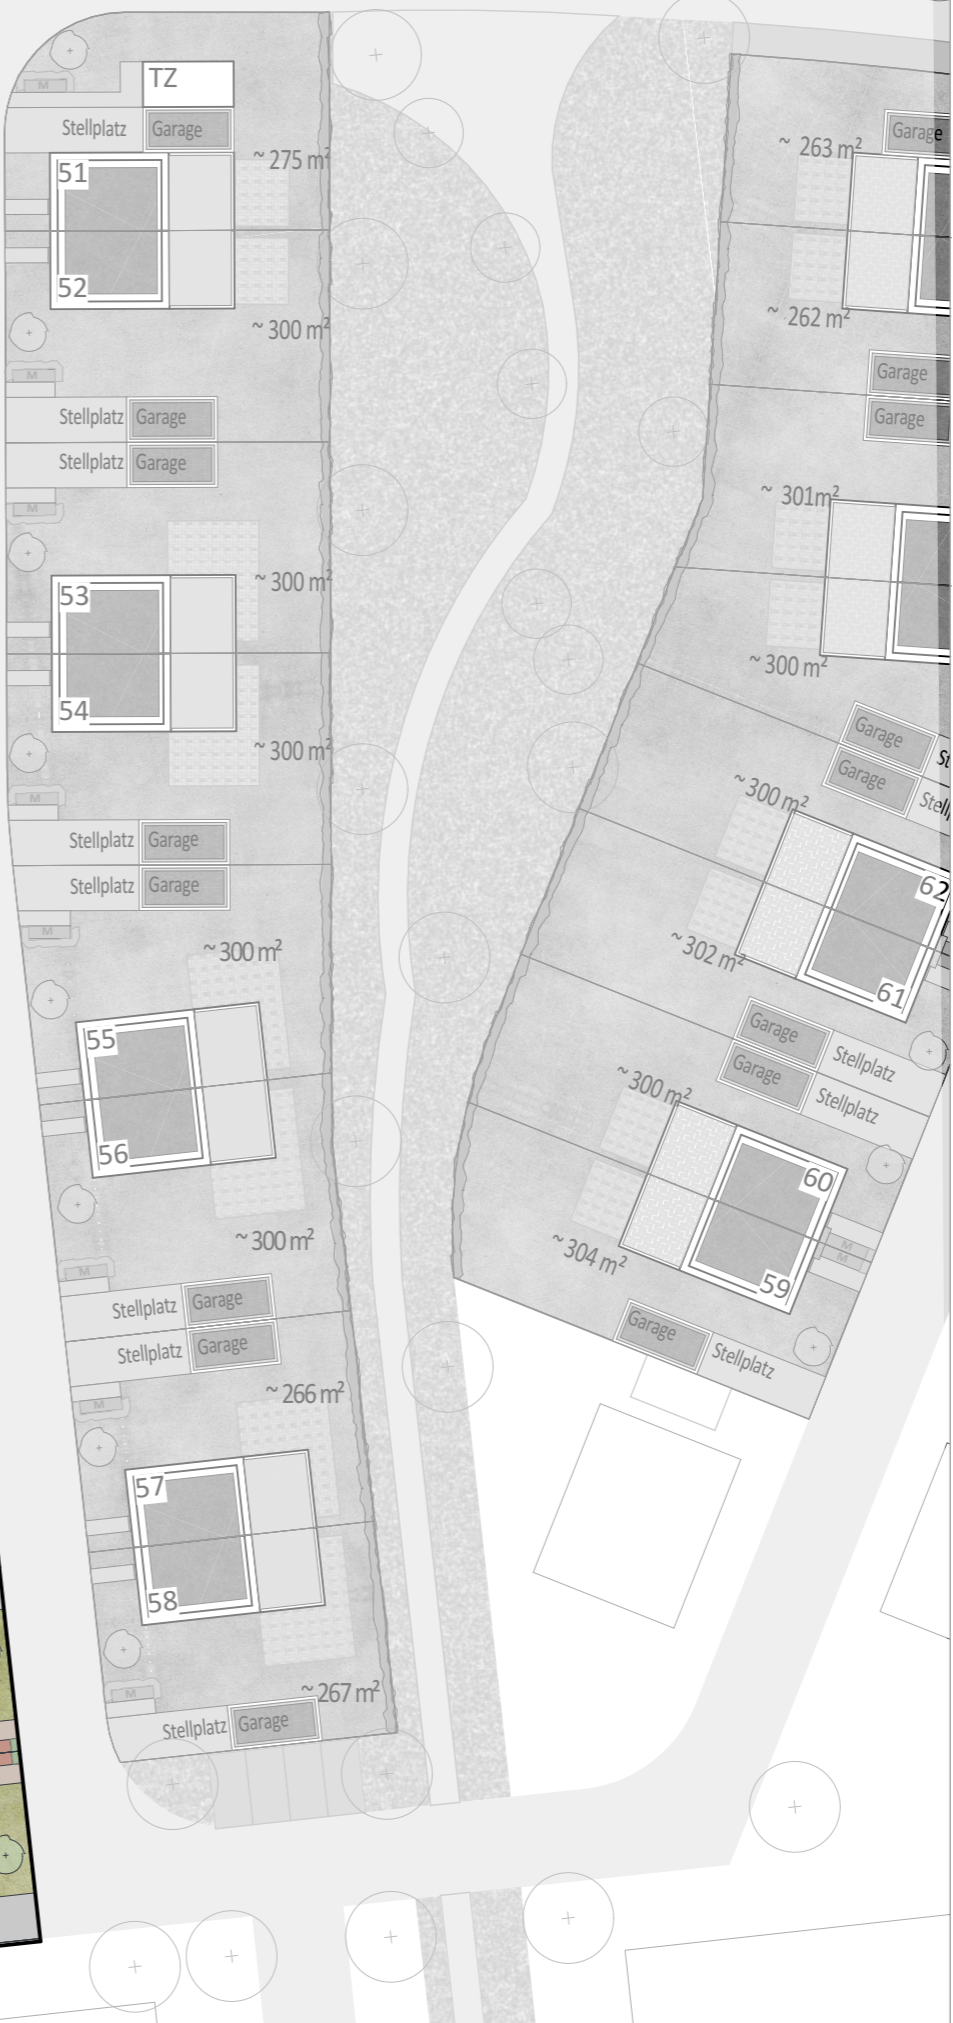 TZ
Stellplatz Garage
51
~ 275 m²
52
~ 300 m²
M
M
Stellplatz Garage
Stellplatz Garage
M
53
~ 300 m²
54
~ 300 m²
M
Stellplatz Garage
Stellplatz Garage
M
~ 300 m²
55
56
~ 300 m²
M
Stellplatz Garage
Stellplatz Garage
M
~ 266 m²
57
58
~ 267 m²
M
Stellplatz Garage
Garage
~ 263 m²
~ 262 m²
Garage
Garage
~ 301m²
~ 300 m²
Garage
Garage
~ 300 m²
62
~ 302 m²
61
Garage Stellplatz
Garage Stellplatz
~ 300 m²
60
M
M
~ 304 m²
59
Garage Stellplatz